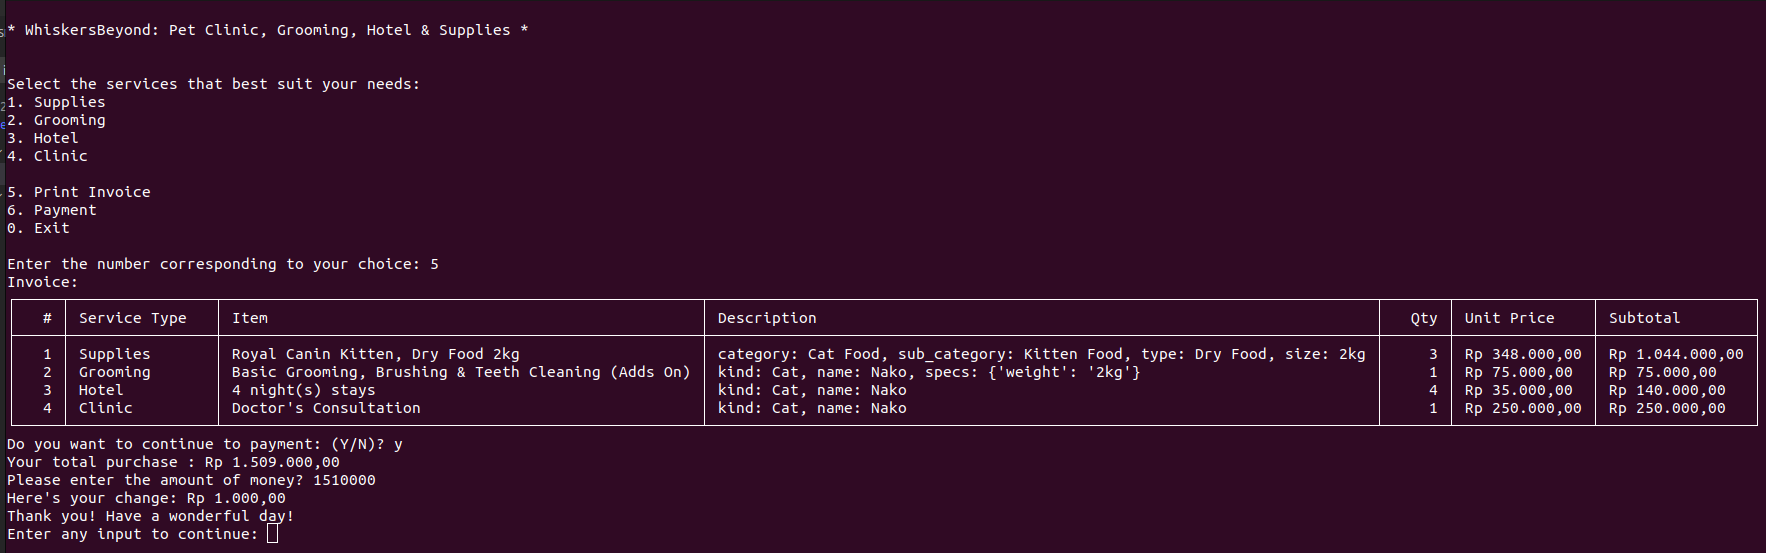 * WhiskersBeyond: Pet Clinic, Grooming, Hotel & Supplies *
Select the services that best suit your needs:
1. Supplies
2. Grooming
3. Hotel
4. Clinic
5. Print Invoice
6. Payment
0. Exit
Enter the number corresponding to your choice: 5
Invoice:
# Service Type Item Description Qty Unit Price Subtotal
1 Supplies Royal Canin Kitten, Dry Food 2kg category: Cat Food, sub_category: Kitten Food, type: Dry Food, size: 2kg 3 Rp 348.000,00 Rp 1.044.000,00
2 Grooming Basic Grooming, Brushing & Teeth Cleaning (Adds On) kind: Cat, name: Nako, specs: {'weight': '2kg'} 1 Rp 75.000,00 Rp 75.000,00
3 Hotel 4 night(s) stays kind: Cat, name: Nako 4 Rp 35.000,00 Rp 140.000,00
4 Clinic Doctor's Consultation kind: Cat, name: Nako 1 Rp 250.000,00 Rp 250.000,00
Do you want to continue to payment: (Y/N)? y
Your total purchase : Rp 1.509.000,00
Please enter the amount of money? 1510000
Here's your change: Rp 1.000,00
Thank you! Have a wonderful day!
Enter any input to continue: